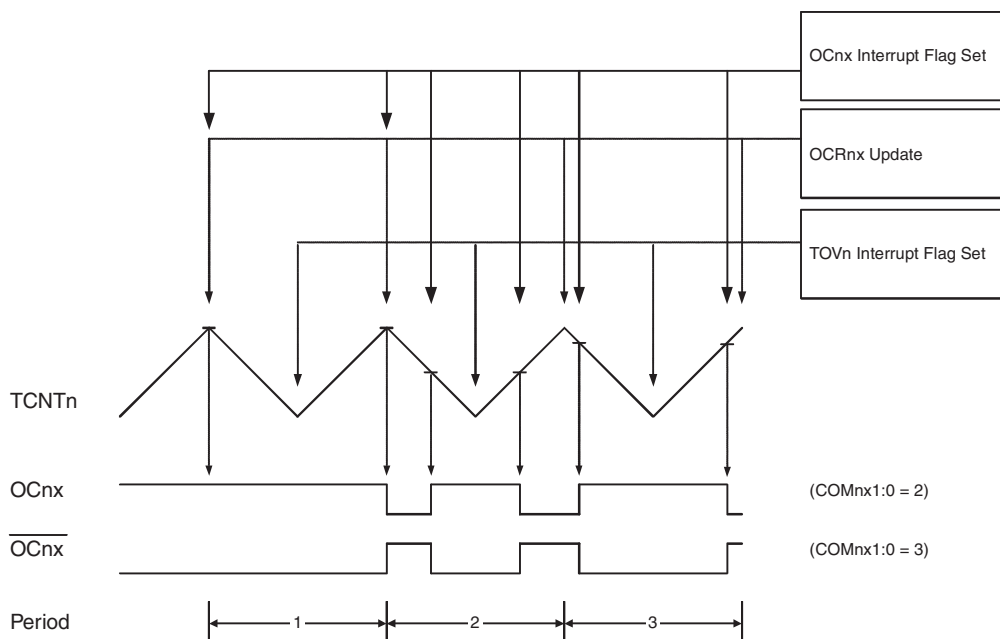 OCnx Interrupt Flag Set
OCRnx Update
TOVn Interrupt Flag Set
TCNTn
OCnx
(COMnx1:0 = 2)
OCnx
(COMnx1:0 = 3)
Period
1
2
3